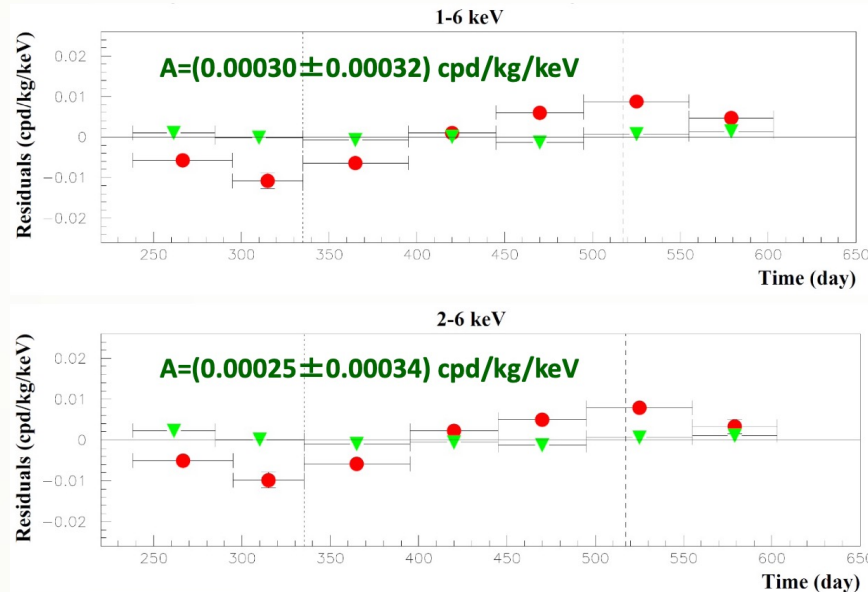 1-6 keV
A=(0.00030±0.00032) cpd/kg/keV
Residuals (cpd/kg/keV)
0.02
0.01
0
−0.01
−0.02
250 300 350 400 450 500 550 600 650
Time (day)
2-6 keV
A=(0.00025±0.00034) cpd/kg/keV
Residuals (cpd/kg/keV)
0.02
0.01
0
−0.01
−0.02
250 300 350 400 450 500 550 600 650
Time (day)